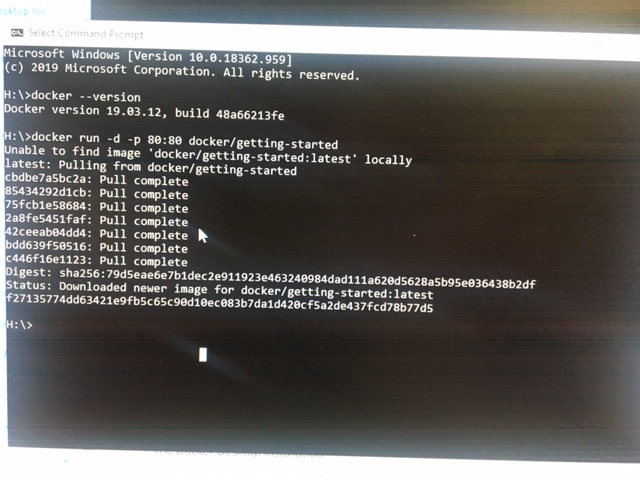 esktop for
Select Command Prompt
Microsoft Windows [Version 10.0.18362.959]
(c) 2019 Microsoft Corporation. All rights reserved.
H:\>docker --version
Docker version 19.03.12, build 48a66213fe
H:\>docker run -d -p 80:80 docker/getting-started
Unable to find image 'docker/getting-started:latest' locally
latest: Pulling from docker/getting-started
cbdbe7a5bc2a: Pull complete
85434292d1cb: Pull complete
75fcb1e58684: Pull complete
2a8fe5451faf: Pull complete
42ceeab04dd4: Pull complete
bdd639f50516: Pull complete
c446f16e1123: Pull complete
Digest: sha256:79d5eae6e7b1dec2e911923e463240984dad111a620d5628a5b95e036438b2df
Status: Downloaded newer image for docker/getting-started:latest
f27135774dd63421e9fb5c65c90d10ec083b7da1d420cf5a2de437fcd78b77d5
H:\>